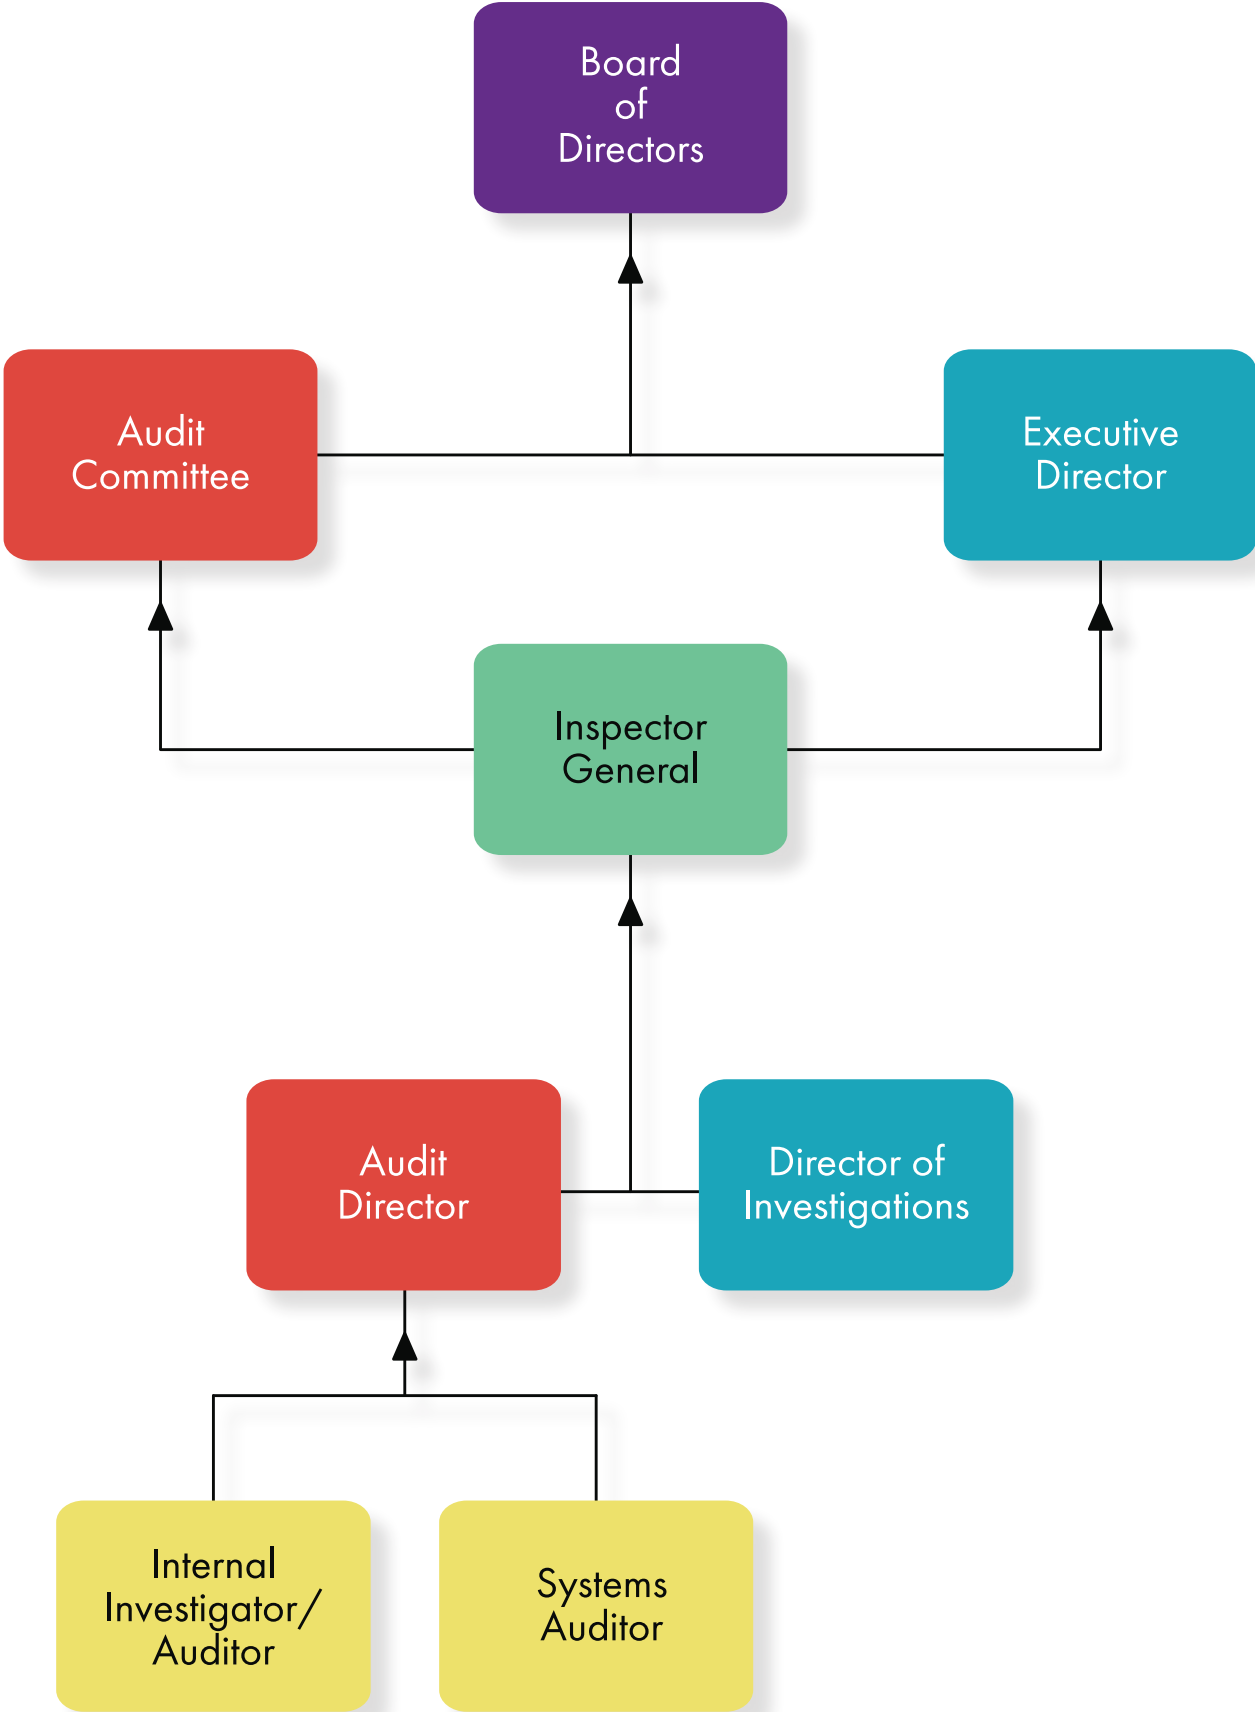 Board
of
Directors
Audit
Committee
Executive
Director
Inspector
General
Audit
Director
Director of
Investigations
Internal
Investigator/
Auditor
Systems
Auditor